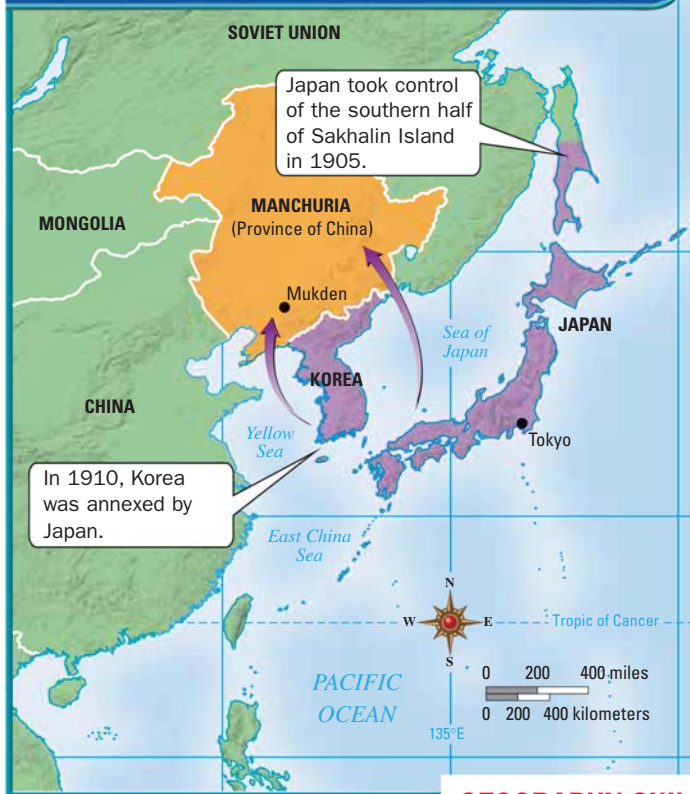 SOVIET UNION
Japan took control
of the southern half
of Sakhalin Island
in 1905.
MONGOLIA
MANCHURIA
(Province of China)
Mukden
Sea of
Japan
JAPAN
KOREA
CHINA
Yellow
Sea
Tokyo
In 1910, Korea
was annexed by
Japan.
East China
Sea
N
W
E
S
Tropic of Cancer
PACIFIC
OCEAN
0 200 400 miles
0 200 400 kilometers
135°E